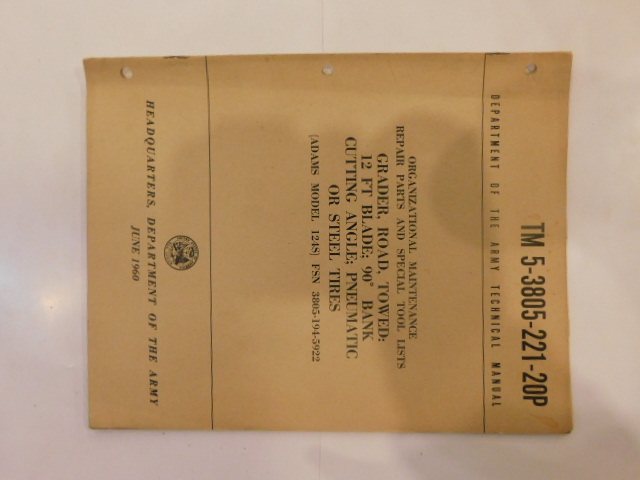 TM 5-3805-221-20P
DEPARTMENT OF THE ARMY TECHNICAL MANUAL
ORGANIZATIONAL MAINTENANCE
REPAIR PARTS AND SPECIAL TOOL LISTS
GRADER, ROAD, TOWED;
12 FT BLADE; 90° BANK
CUTTING ANGLE; PNEUMATIC
OR STEEL TIRES
(ADAMS MODEL 124S) FSN 3805-194-5922
HEADQUARTERS, DEPARTMENT OF THE ARMY
JUNE 1960